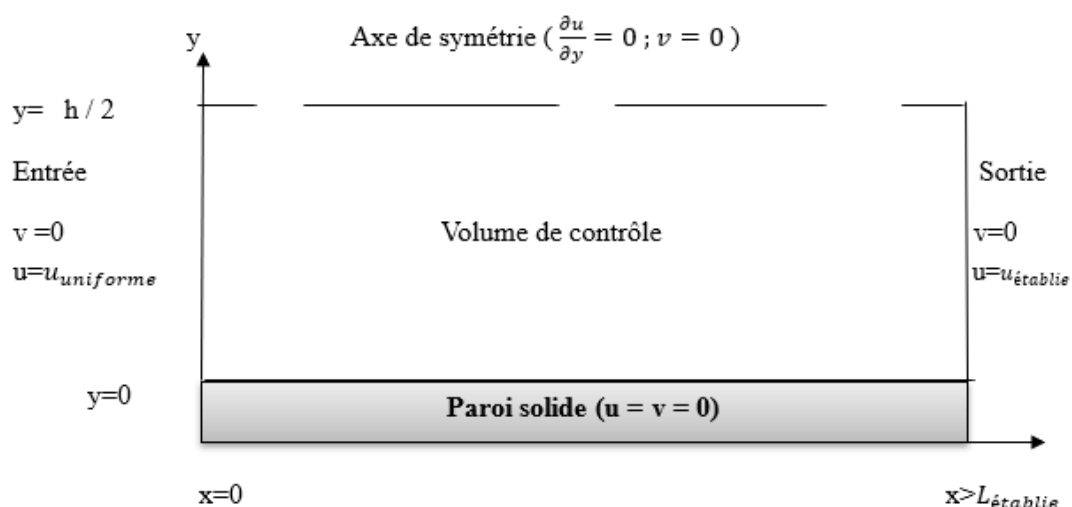 Axe de symétrie ( ∂u/∂y = 0 ; v = 0 )
y
y= h / 2
Entrée
Sortie
v =0
Volume de contrôle
v=0
u=u_uniforme
u=u_établie
y=0
Paroi solide (u = v = 0)
x=0
x>L_établie